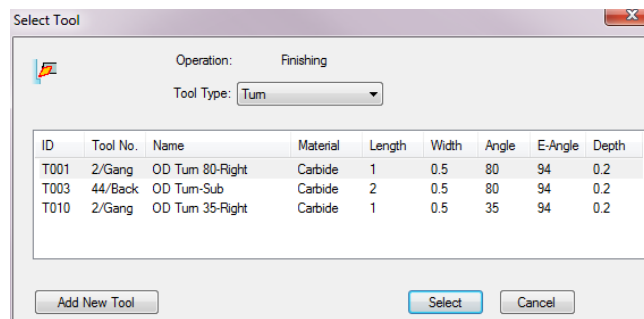 Select Tool
Operation: Finishing
Tool Type: Turn
ID Tool No. Name Material Length Width Angle E-Angle Depth
T001 2/Gang OD Turn 80-Right Carbide 1 0.5 80 94 0.2
T003 44/Back OD Turn-Sub Carbide 2 0.5 80 94 0.2
T010 2/Gang OD Turn 35-Right Carbide 1 0.5 35 94 0.2
Add New Tool Select Cancel